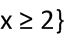 x ≥ 2}